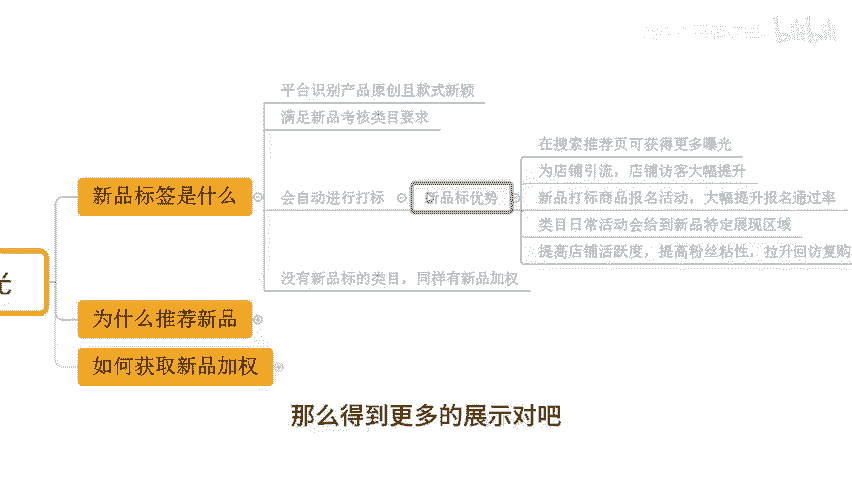 平台识别产品原创且款式新颖
满足新品考核类目要求
在搜索推荐页可获得更多曝光
为店铺引流，店铺访客大幅提升
新品标签是什么
会自动进行打标
新品标优势
新品打标商品报名活动，大幅提升报名通过率
类目日常活动会给到新品特定展现区域
提高店铺活跃度，提高粉丝粘性，拉升回访复购
没有新品标的类目，同样有新品加权
光
为什么推荐新品
如何获取新品加权
那么得到更多的展示对吧